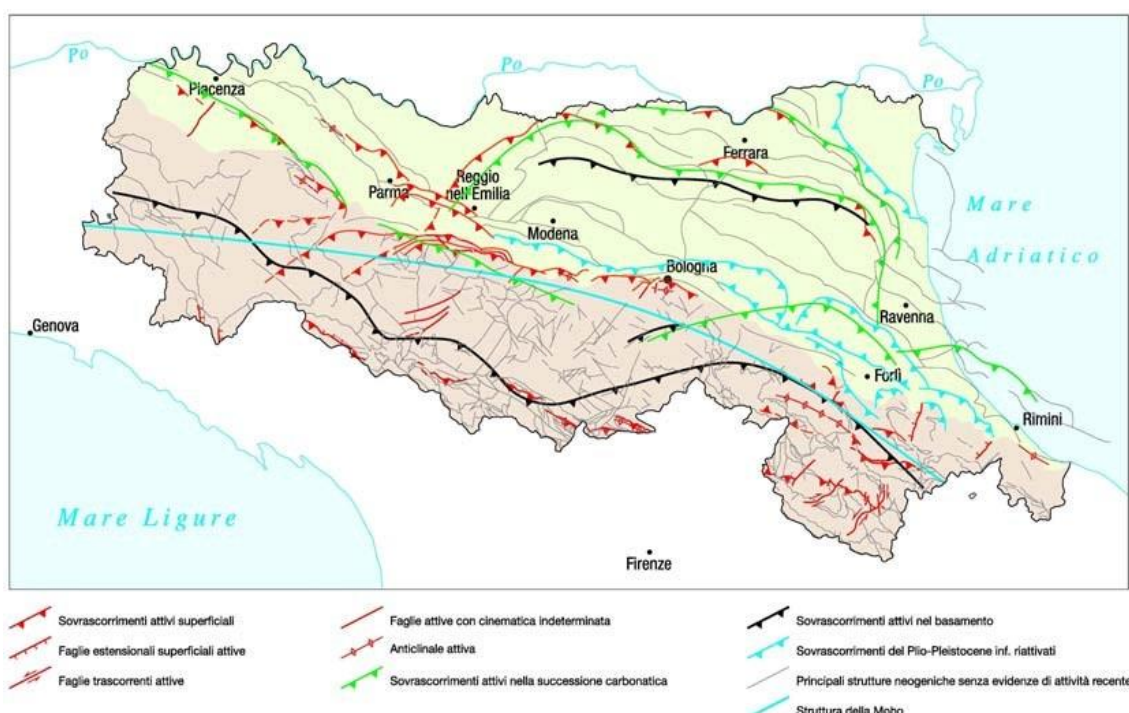 Po
Piacenza
Po
Po
Ferrara
Parma
Reggio
nell'Emilia
Modena
Mare
Adriatico
Bologna
Ravenna
Genova
Forlì
Rimini
Mare Ligure
Firenze
Sovrascorrimenti attivi superficiali
Faglie estensionali superficiali attive
Faglie trascorrenti attive
Faglie attive con cinematica indeterminata
Anticlinale attiva
Sovrascorrimenti attivi nella successione carbonatica
Sovrascorrimenti attivi nel basamento
Sovrascorrimenti del Plio-Pleistocene inf. riattivati
Principali strutture neogeniche senza evidenze di attività recente
Struttura della Moho